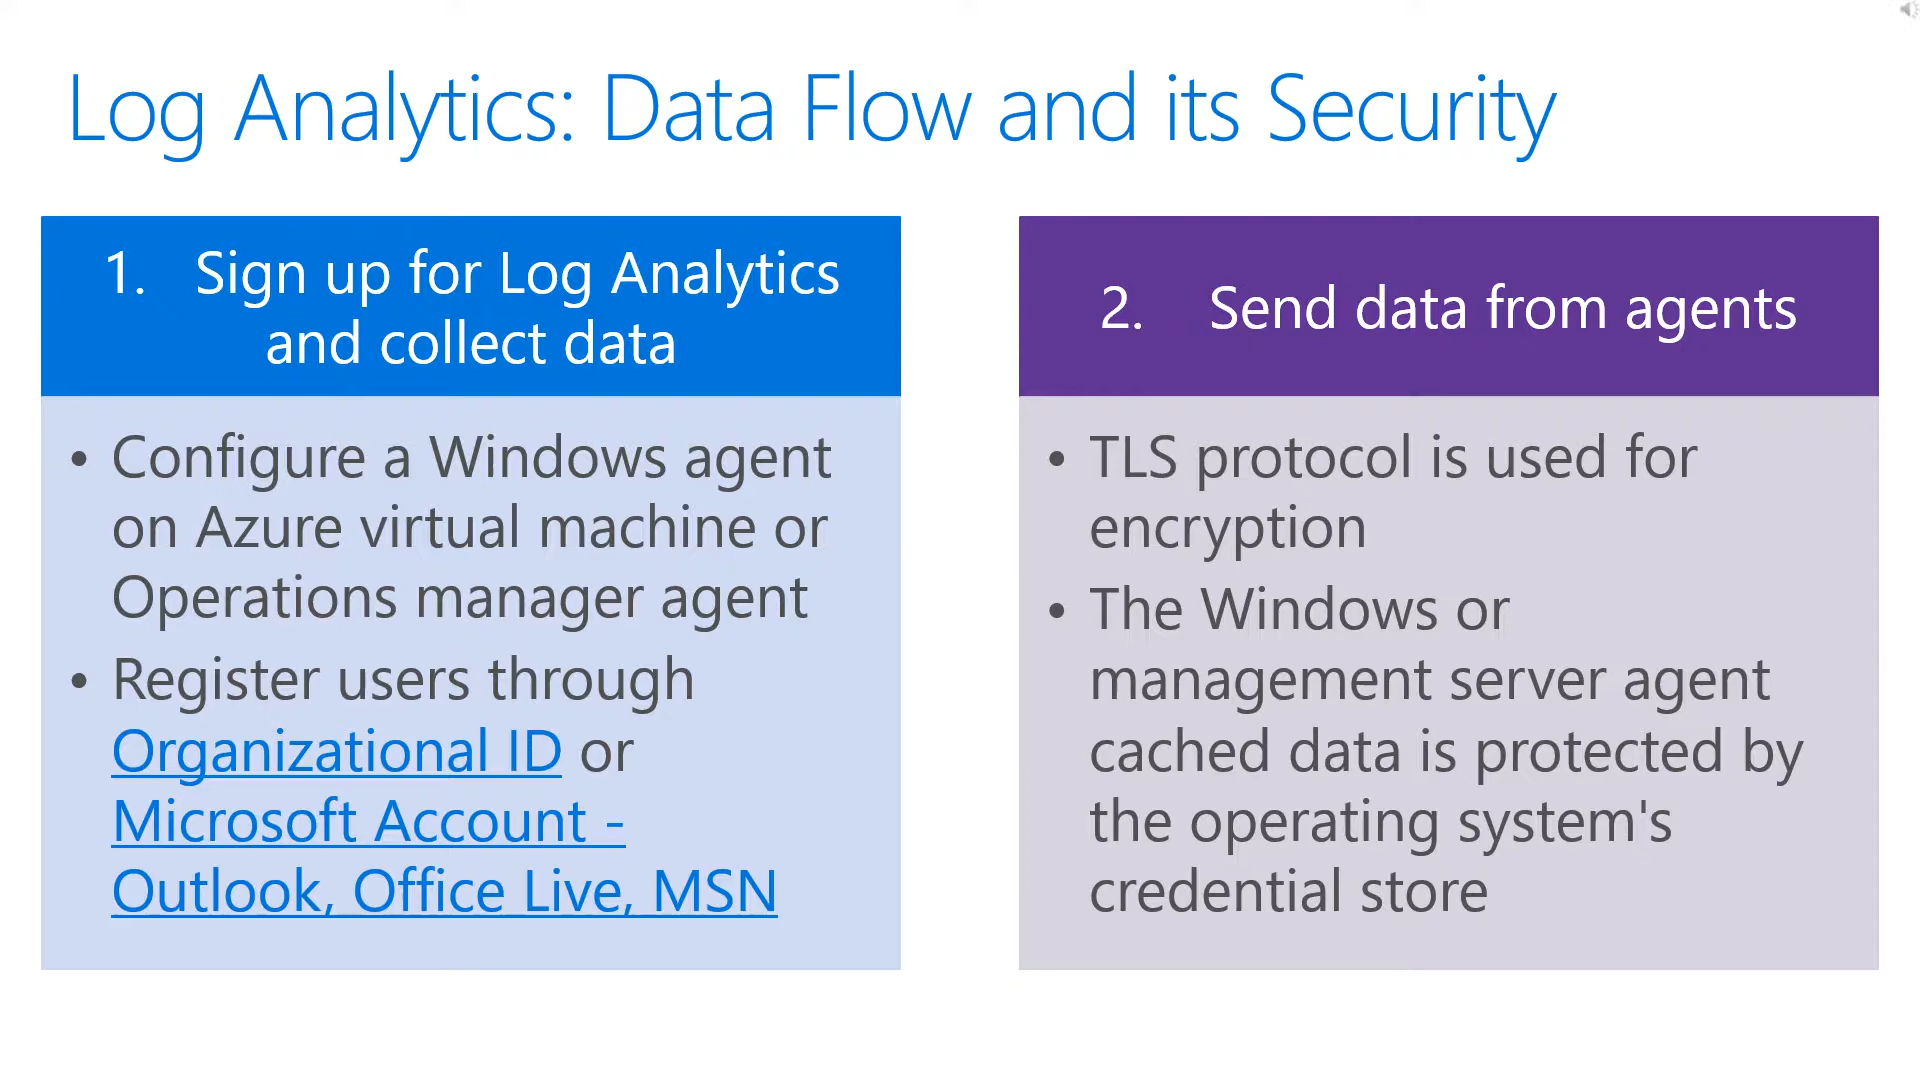 Log Analytics: Data Flow and its Security
1. Sign up for Log Analytics
and collect data
• Configure a Windows agent
on Azure virtual machine or
Operations manager agent
• Register users through
Organizational ID or
Microsoft Account -
Outlook, Office Live, MSN
2. Send data from agents
• TLS protocol is used for
encryption
• The Windows or
management server agent
cached data is protected by
the operating system's
credential store